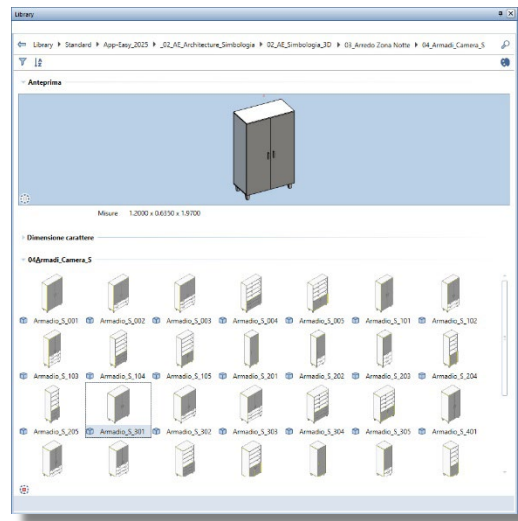 Library
Library Standard App-Easy_2025 _02_AE_Architecture_Simbologia 02_AE_Simbologia_3D 03_Arredo Zona Notte 04_Armadi_Camera_S
Anteprima
Misure 1.2000 x 0.6350 x 1.9700
Dimensione carattere
04Armadi_Camera_S
Armadio_S_001 Armadio_S_002 Armadio_S_003 Armadio_S_004 Armadio_S_005 Armadio_S_101 Armadio_S_102
Armadio_S_103 Armadio_S_104 Armadio_S_105 Armadio_S_201 Armadio_S_202 Armadio_S_203 Armadio_S_204
Armadio_S_205 Armadio_S_301 Armadio_S_302 Armadio_S_303 Armadio_S_304 Armadio_S_305 Armadio_S_401